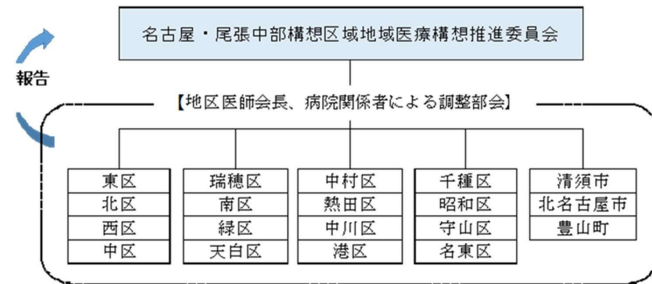 名古屋・尾張中部構想区域地域医療構想推進委員会
報告
【地区医師会長、病院関係者による調整部会】
東区
北区
西区
中区
瑞穂区
南区
緑区
天白区
中村区
熱田区
中川区
港区
千種区
昭和区
守山区
名東区
清須市
北名古屋市
豊山町